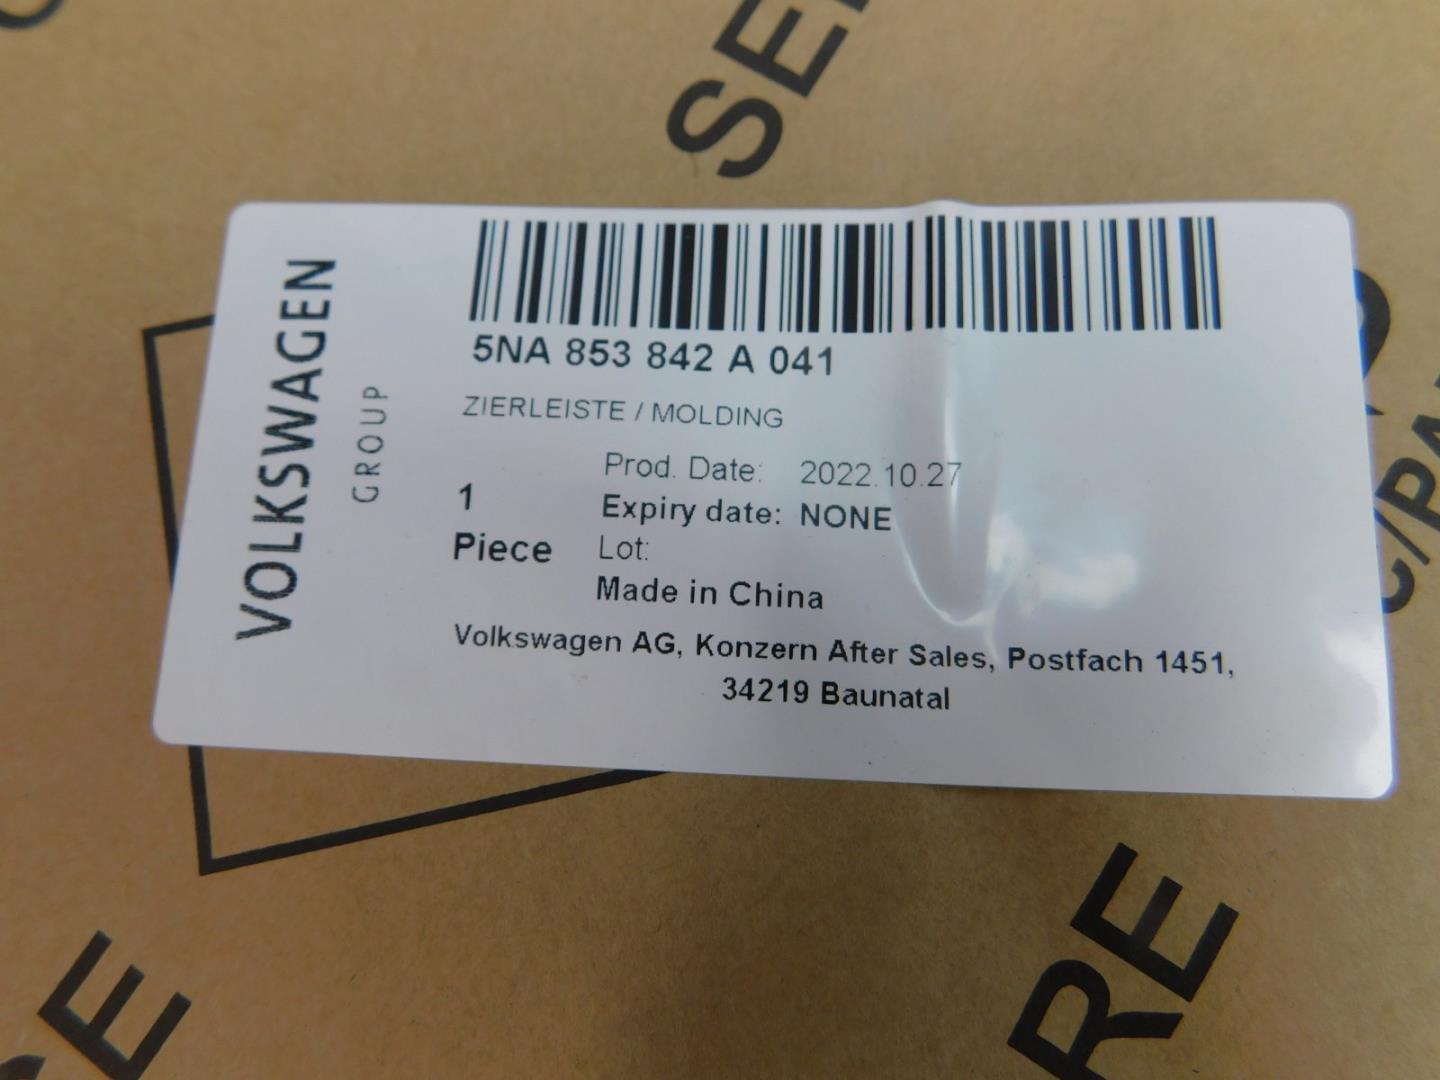 VOLKSWAGEN
GROUP
5NA 853 842 A 041
ZIERLEISTE / MOLDING
Prod. Date: 2022.10.27
1 Expiry date: NONE
Piece Lot:
Made in China
Volkswagen AG, Konzern After Sales, Postfach 1451,
34219 Baunatal
RE